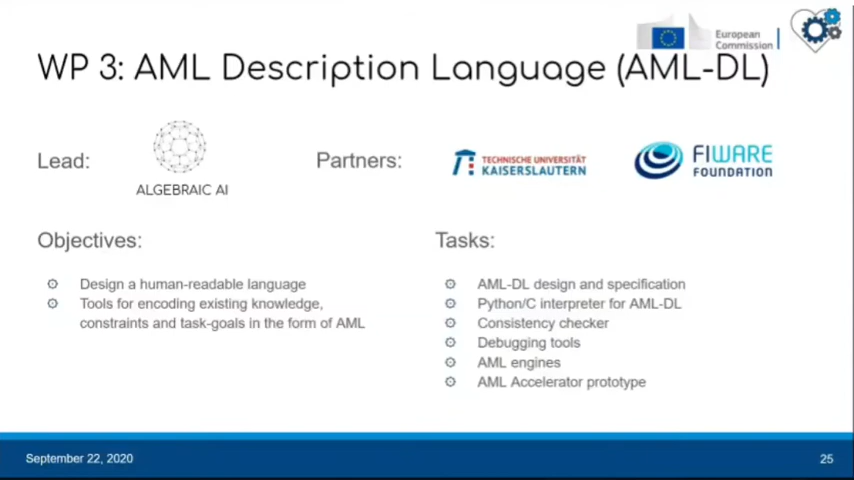 European
Commission
WP 3: AML Description Language (AML-DL)
Lead:
ALGEBRAIC AI
Partners:
TECHNISCHE UNIVERSITÄT
KAISERSLAUTERN
FIWARE
FOUNDATION
Objectives:
Design a human-readable language
Tools for encoding existing knowledge,
constraints and task-goals in the form of AML
Tasks:
AML-DL design and specification
Python/C interpreter for AML-DL
Consistency checker
Debugging tools
AML engines
AML Accelerator prototype
September 22, 2020
25